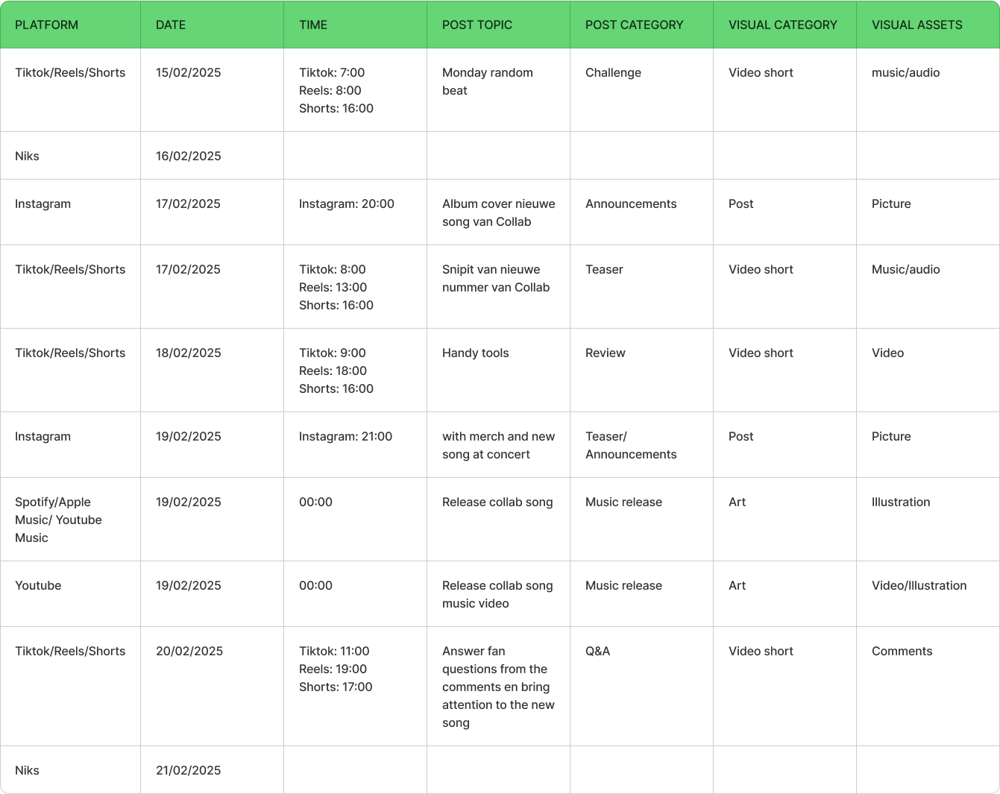 PLATFORM DATE TIME POST TOPIC POST CATEGORY VISUAL CATEGORY VISUAL ASSETS
Tiktok/Reels/Shorts 15/02/2025 Tiktok: 7:00 Monday random Challenge Video short music/audio
Reels: 8:00 beat
Shorts: 16:00
Niks 16/02/2025
Instagram 17/02/2025 Instagram: 20:00 Album cover nieuwe Announcements Post Picture
song van Collab
Tiktok/Reels/Shorts 17/02/2025 Tiktok: 8:00 Snipit van nieuwe Teaser Video short Music/audio
Reels: 13:00 nummer van Collab
Shorts: 16:00
Tiktok/Reels/Shorts 18/02/2025 Tiktok: 9:00 Handy tools Review Video short Video
Reels: 18:00
Shorts: 16:00
Instagram 19/02/2025 Instagram: 21:00 with merch and new Teaser/ Post Picture
song at concert Announcements
Spotify/Apple 19/02/2025 00:00 Release collab song Music release Art Illustration
Music/ Youtube
Music
Youtube 19/02/2025 00:00 Release collab song Music release Art Video/Illustration
music video
Tiktok/Reels/Shorts 20/02/2025 Tiktok: 11:00 Answer fan Q&A Video short Comments
Reels: 19:00 questions from the
Shorts: 17:00 comments en bring
attention to the new
song
Niks 21/02/2025